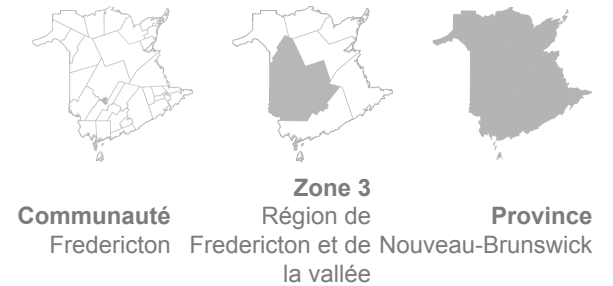 Communauté
Fredericton
Zone 3
Région de
Fredericton et de
la vallée
Province
Nouveau-Brunswick